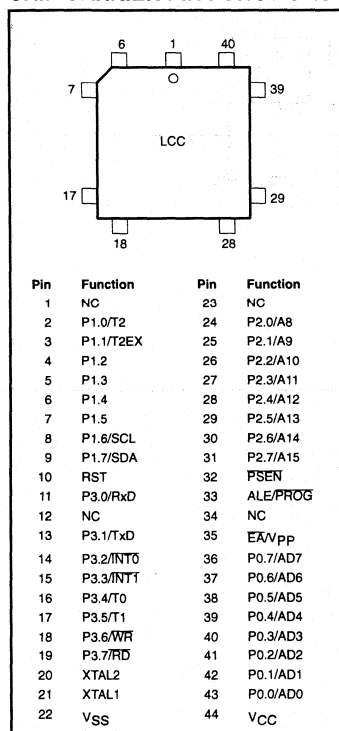 6 1 40
7 39
LCC
17 29
18 28
Pin Function Pin Function
1 NC 23 NC
2 P1.0/T2 24 P2.0/A8
3 P1.1/T2EX 25 P2.1/A9
4 P1.2 26 P2.2/A10
5 P1.3 27 P2.3/A11
6 P1.4 28 P2.4/A12
7 P1.5 29 P2.5/A13
8 P1.6/SCL 30 P2.6/A14
9 P1.7/SDA 31 P2.7/A15
10 RST 32 PSEN
11 P3.0/RxD 33 ALE/PROG
12 NC 34 NC
13 P3.1/TxD 35 EA/VPP
14 P3.2/INT0 36 P0.7/AD7
15 P3.3/INT1 37 P0.6/AD6
16 P3.4/T0 38 P0.5/AD5
17 P3.5/T1 39 P0.4/AD4
18 P3.6/WR 40 P0.3/AD3
19 P3.7/RD 41 P0.2/AD2
20 XTAL2 42 P0.1/AD1
21 XTAL1 43 P0.0/AD0
22 VSS 44 VCC